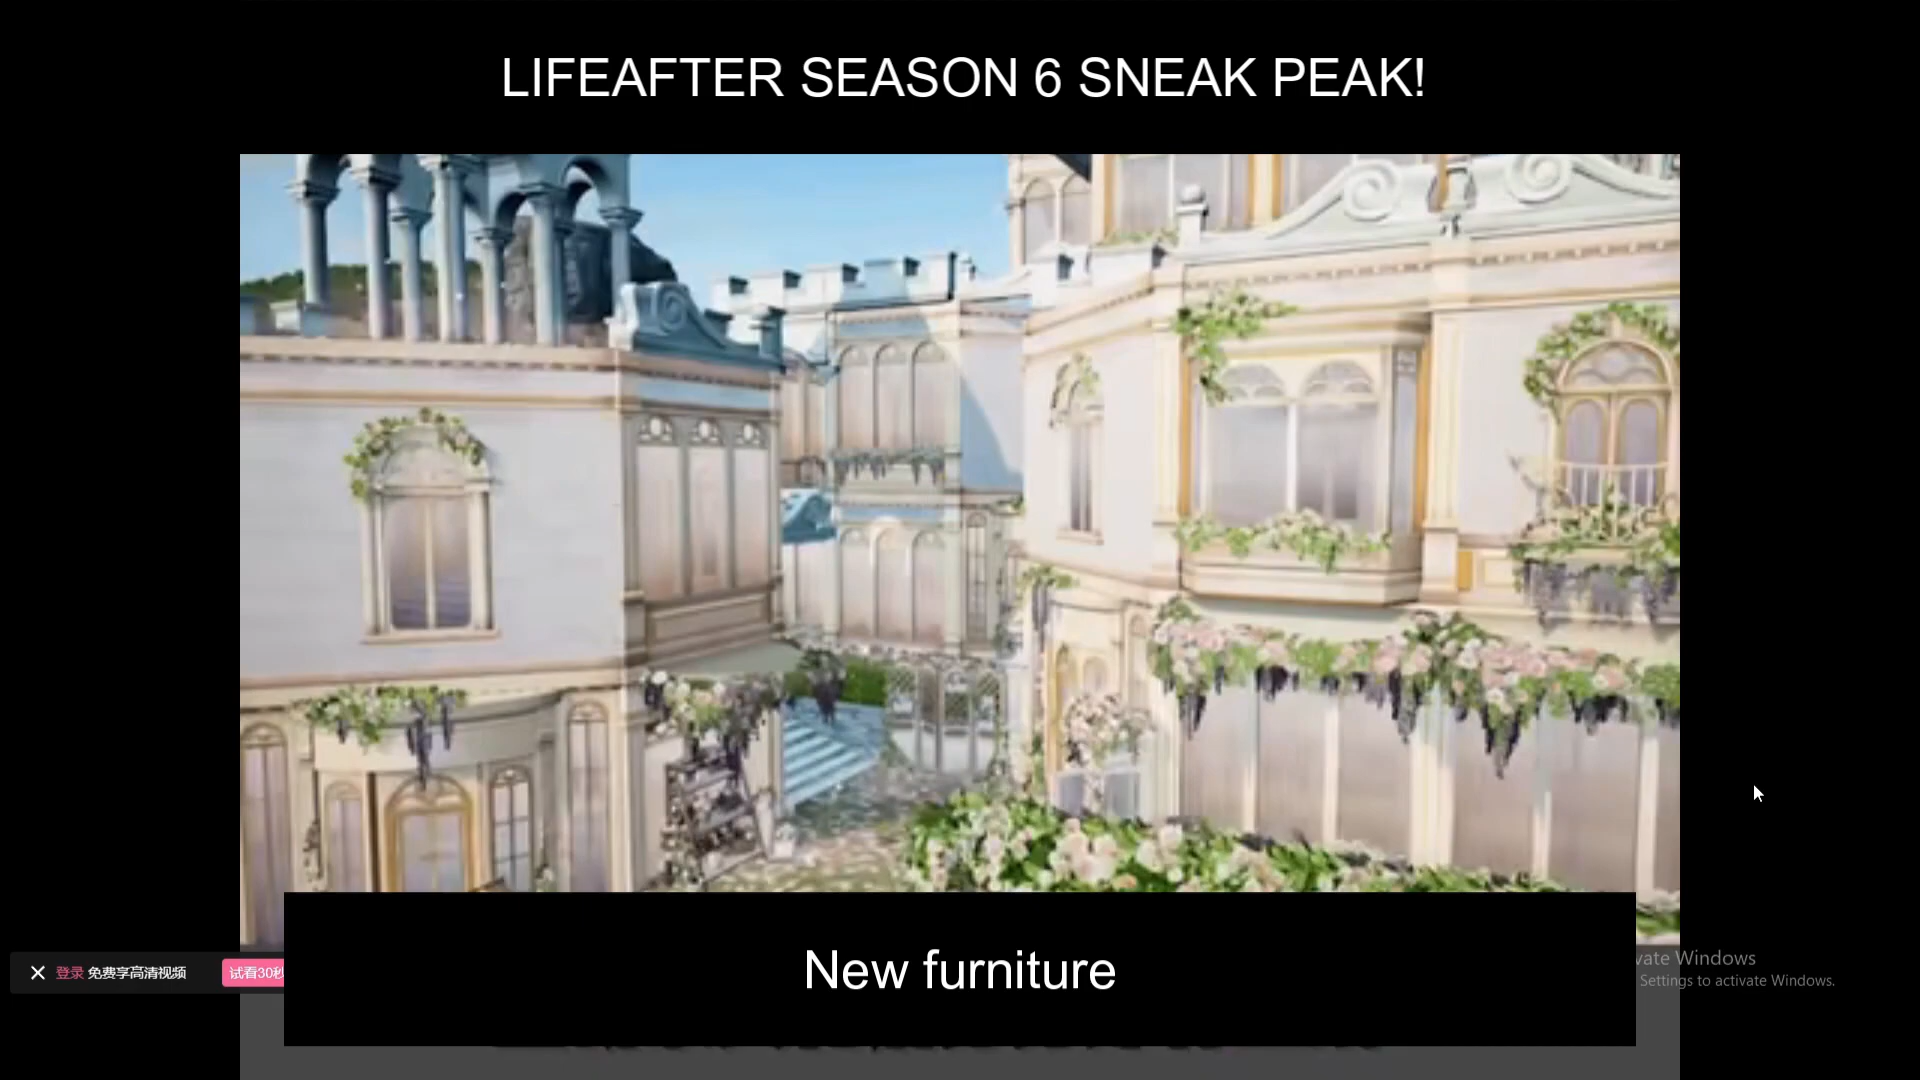 LIFEAFTER SEASON 6 SNEAK PEAK!
登录 免费享高清视频
试看30秒
New furniture
vate Windows
Settings to activate Windows.